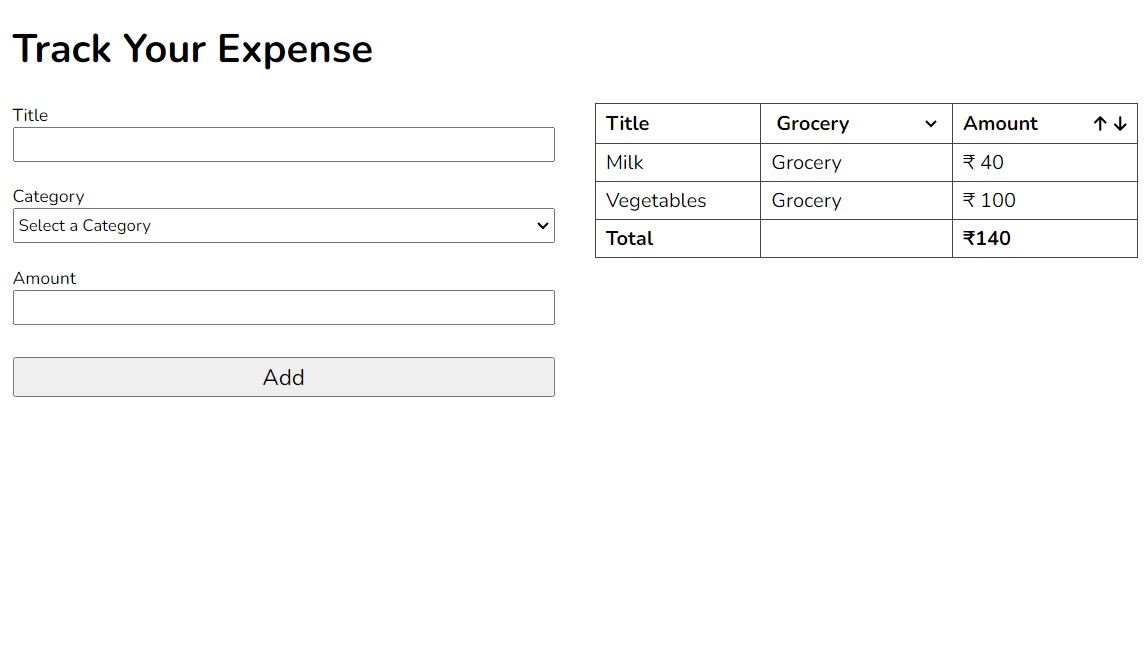 Track Your Expense
Title
Category
Select a Category
Amount
Add
Title Grocery Amount ↑ ↓
Milk Grocery ₹ 40
Vegetables Grocery ₹ 100
Total ₹140